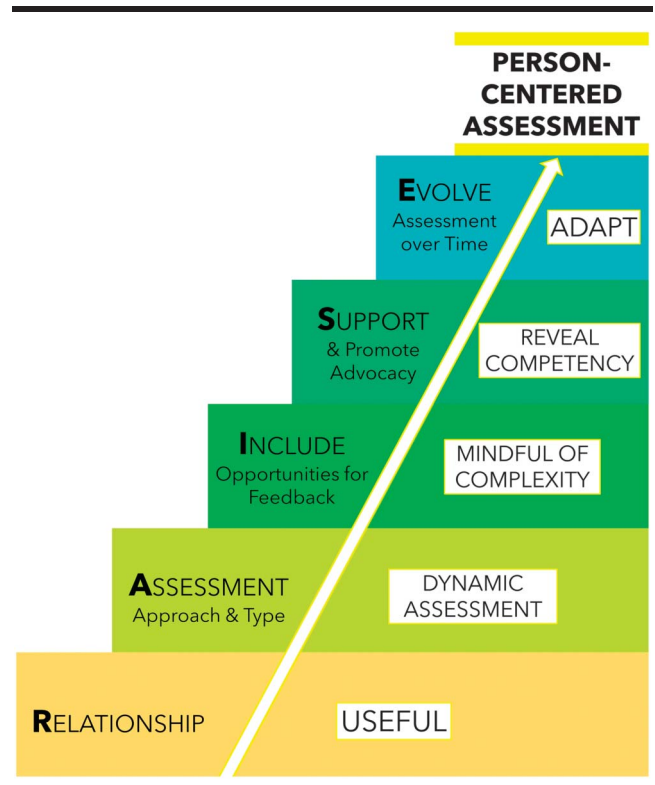 PERSON-
CENTERED
ASSESSMENT
EVOLVE
Assessment
over Time
ADAPT
SUPPORT
& Promote
Advocacy
REVEAL
COMPETENCY
INCLUDE
Opportunities for
Feedback
MINDFUL OF
COMPLEXITY
ASSESSMENT
Approach & Type
DYNAMIC
ASSESSMENT
RELATIONSHIP
USEFUL